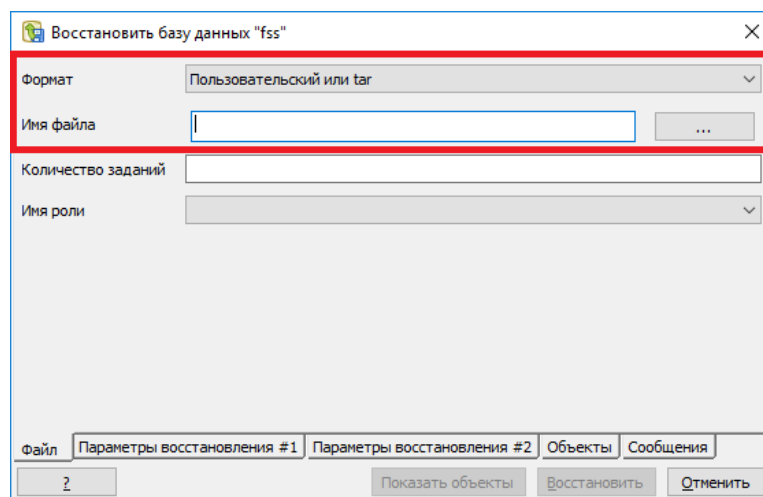 Восстановить базу данных "fss"
Формат
Пользовательский или tar
Имя файла
...
Количество заданий
Имя роли
Файл Параметры восстановления #1 Параметры восстановления #2 Объекты Сообщения
? Показать объекты Восстановить Отменить